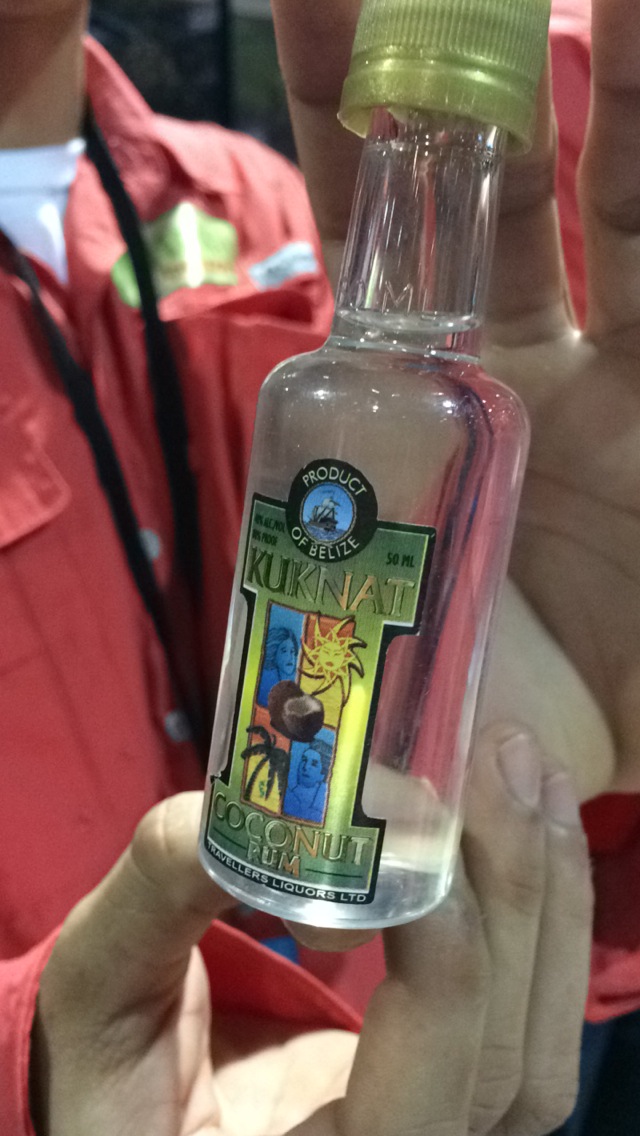 PRODUCT
OF BELIZE
50 ML
KUKNAT
COCONUT
RUM
TRAVELLERS LIQUORS LTD